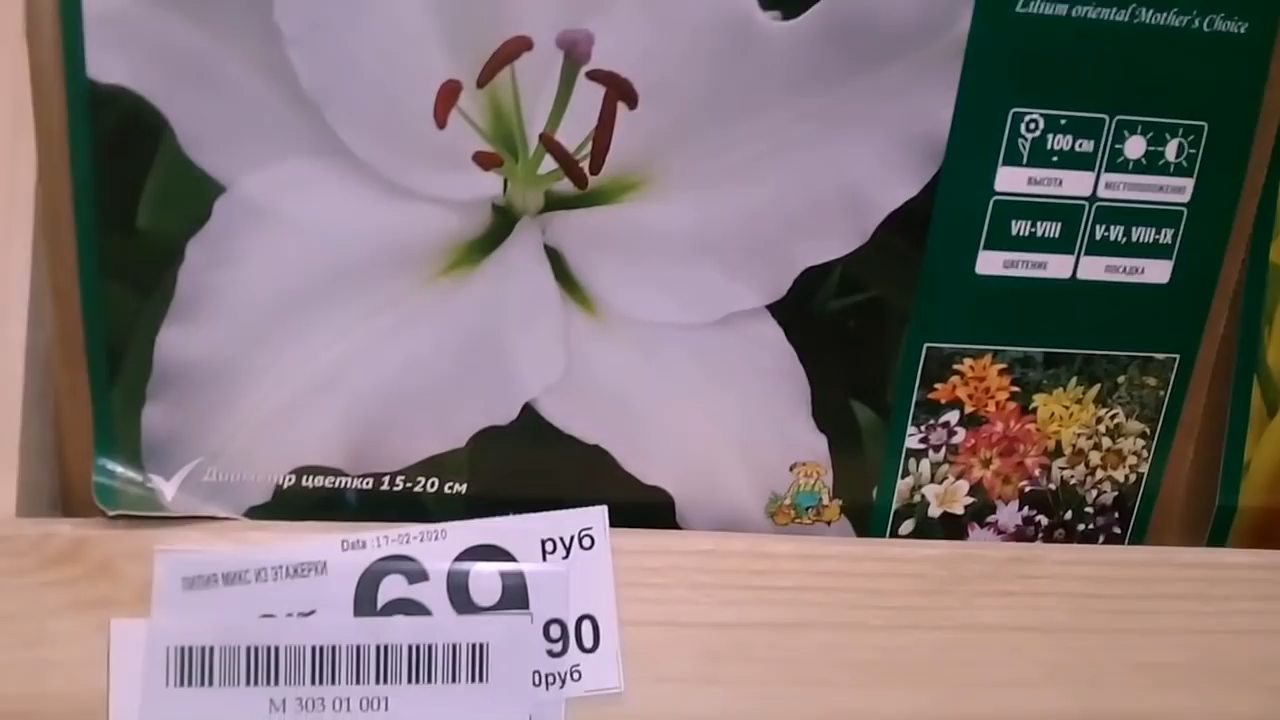 Lilium oriental Mother's Choice
100 см
ВЫСОТА
МЕСТОПОЛОЖЕНИЕ
VII-VIII
ЦВЕТЕНИЕ
V-VI, VIII-IX
ПОСАДКА
Диаметр цветка 15-20 см
Data :17-02-2020
ЛИЛИЯ МИКС ИЗ ЭТАЖЕРКИ
69
руб
90
0руб
М 303 01 001